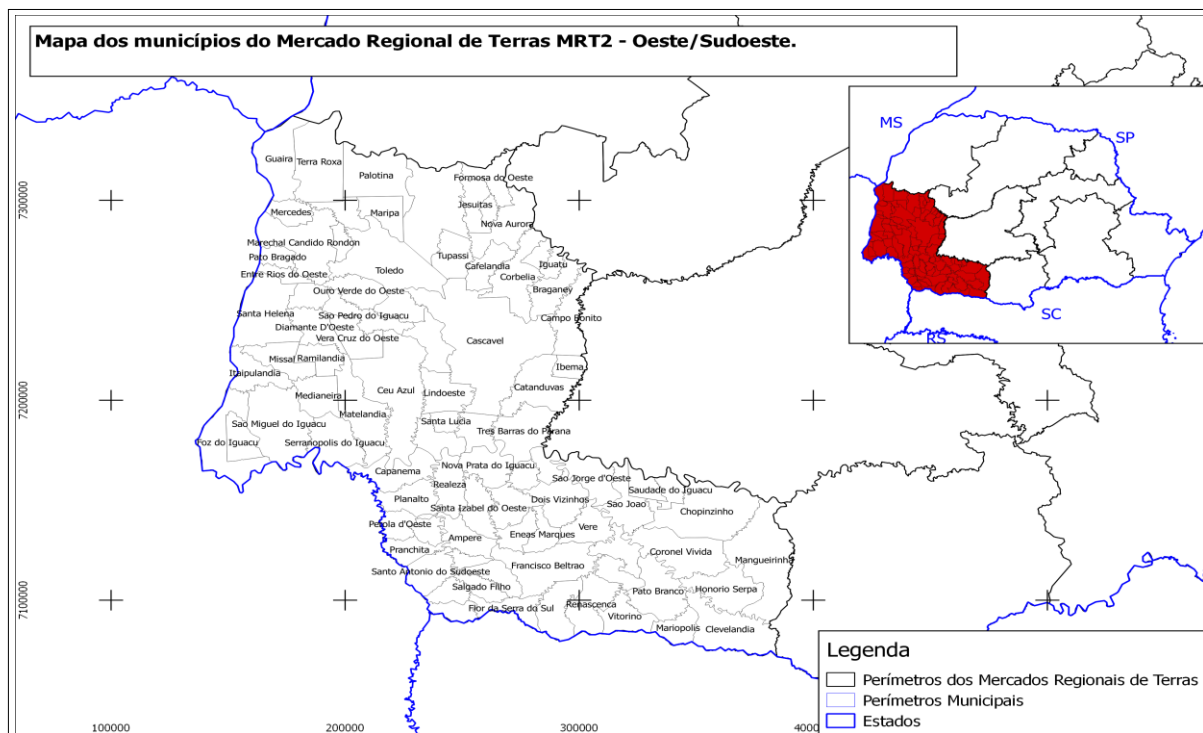 Mapa dos municípios do Mercado Regional de Terras MRT2 - Oeste/Sudoeste.
MS
SP
SC
RS
7300000
7200000
7100000
Guaira
Terra Roxa
Palotina
Formosa do Oeste
Mercedes
Maripa
Jesuitas
Nova Aurora
Marechal Candido Rondon
Pato Bragado
Tupassi
Cafelandia
Iguatu
Entre Rios do Oeste
Toledo
Corbelia
Ouro Verde do Oeste
Braganey
Santa Helena
Sao Pedro do Iguacu
Campo Bonito
Diamante D'Oeste
Vera Cruz do Oeste
Cascavel
Missal
Ramilandia
Ibema
Itaipulandia
Ceu Azul
Lindoeste
Catanduvas
Medianeira
Matelandia
Sao Miguel do Iguacu
Santa Lucia
Tres Barras do Parana
Foz do Iguacu
Serranopolis do Iguacu
Capanema
Nova Prata do Iguacu
Realeza
Sao Jorge d'Oeste
Saudade do Iguacu
Planalto
Dois Vizinhos
Sao Joao
Chopinzinho
Santa Izabel do Oeste
Perola d'Oeste
Vere
Ampere
Eneas Marques
Pranchita
Coronel Vivida
Mangueirinha
Santo Antonio do Sudoeste
Francisco Beltrao
Salgado Filho
Pato Branco
Honorio Serpa
Flor da Serra do Sul
Renascenca
Vitorino
Mariopolis
Clevelandia
Legenda
Perímetros dos Mercados Regionais de Terras
Perímetros Municipais
Estados
100000
200000
300000